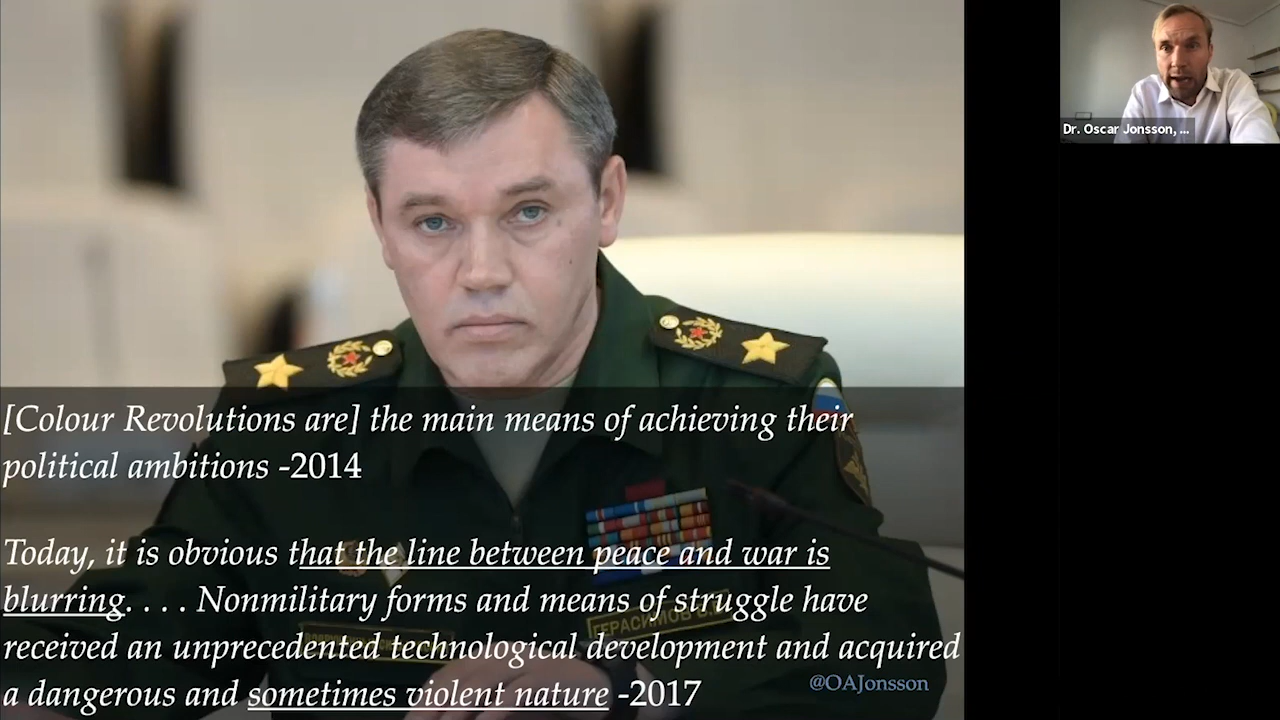 Dr. Oscar Jonsson, ...
[Colour Revolutions are] the main means of achieving their
political ambitions -2014
Today, it is obvious that the line between peace and war is
blurring. . . . Nonmilitary forms and means of struggle have
received an unprecedented technological development and acquired
a dangerous and sometimes violent nature -2017
ГЕРАСИМОВ В.В.
@OAJonsson